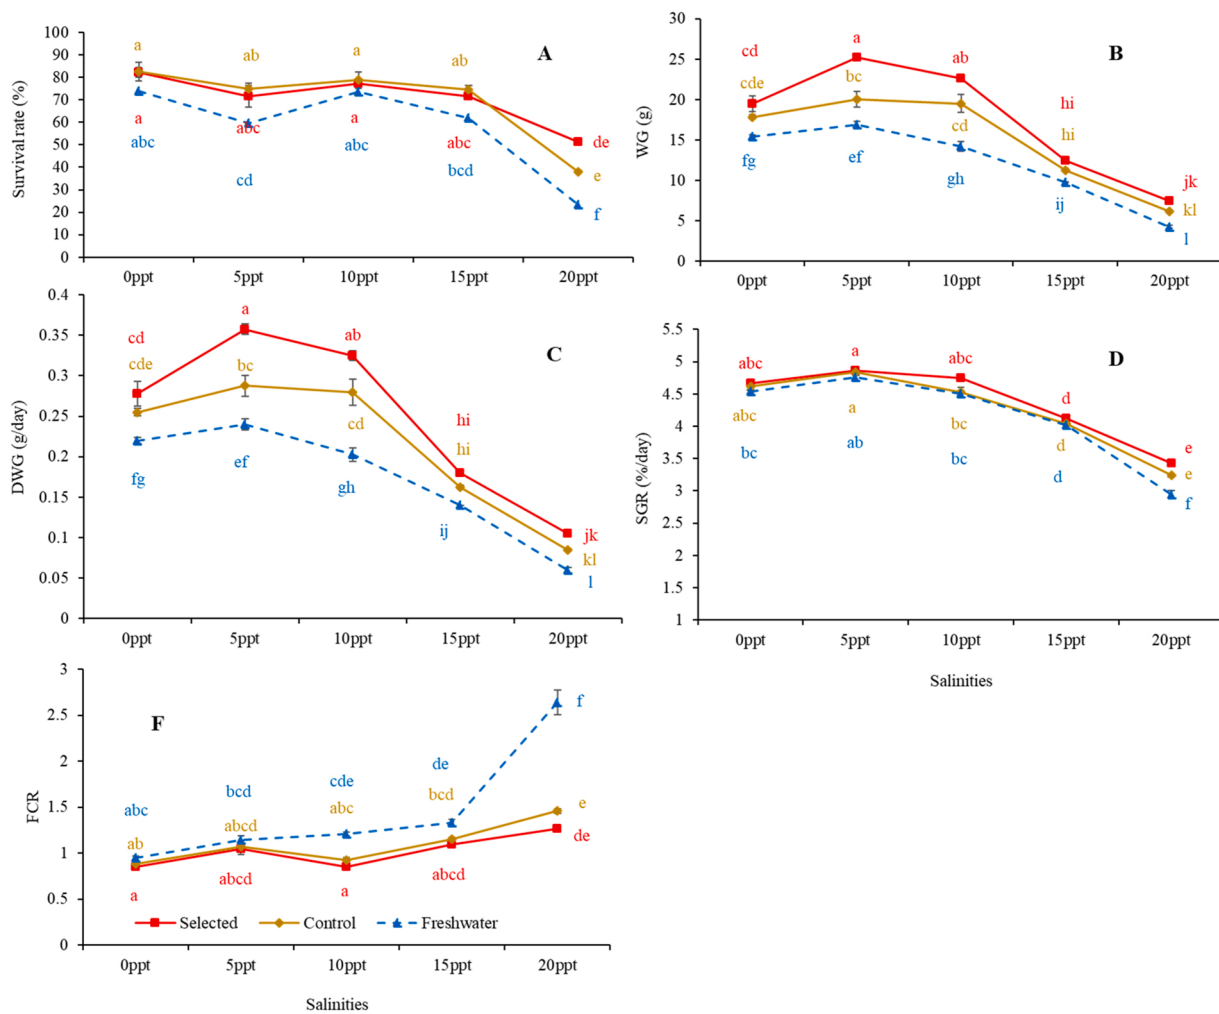 A
Survival rate (%)
100
90
80
70
60
50
40
30
20
10
0
a
ab
a
ab
a
abc
a
abc
de
e
abc
cd
abc
bcd
f
0ppt
5ppt
10ppt
15ppt
20ppt
B
WG (g)
30
25
20
15
10
5
0
cd
a
ab
hi
jk
cde
bc
cd
hi
kl
fg
ef
gh
ij
l
0ppt
5ppt
10ppt
15ppt
20ppt
C
DWG (g/day)
0.4
0.35
0.3
0.25
0.2
0.15
0.1
0.05
0
cd
a
ab
hi
jk
cde
bc
cd
hi
kl
fg
ef
gh
ij
l
0ppt
5ppt
10ppt
15ppt
20ppt
D
SGR (%/day)
5.5
5
4.5
4
3.5
3
2.5
2
1.5
1
abc
a
abc
d
e
abc
a
bc
d
e
bc
ab
bc
d
f
0ppt
5ppt
10ppt
15ppt
20ppt
Salinities
F
FCR
3
2.5
2
1.5
1
0.5
0
abc
bcd
cde
de
f
ab
abcd
abc
bcd
e
a
abcd
a
abcd
de
Selected
Control
Freshwater
0ppt
5ppt
10ppt
15ppt
20ppt
Salinities